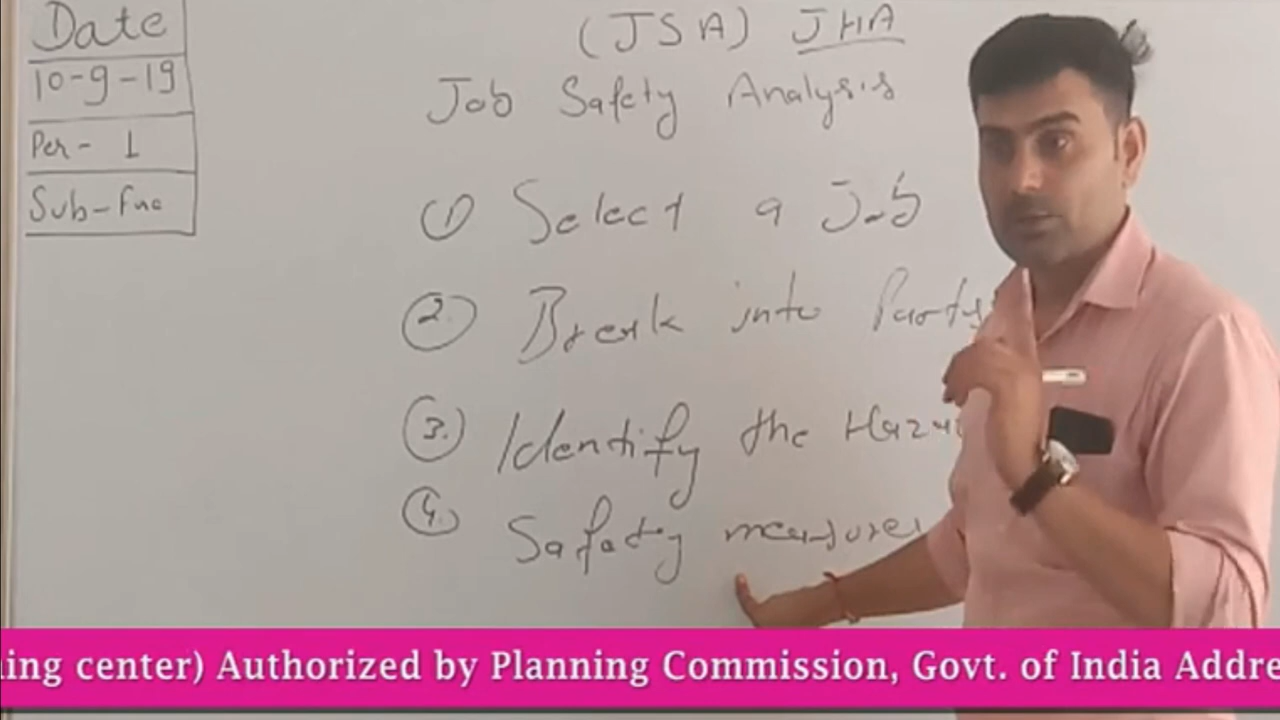 Date
10-9-19
Per- 1
Sub-Fne
(JSA) JHA
Job Safety Analysis
1 Select a Job
2. Break into Parts
3. Identify the Hazar
4. Safety measures
ing center) Authorized by Planning Commission, Govt. of India Addre